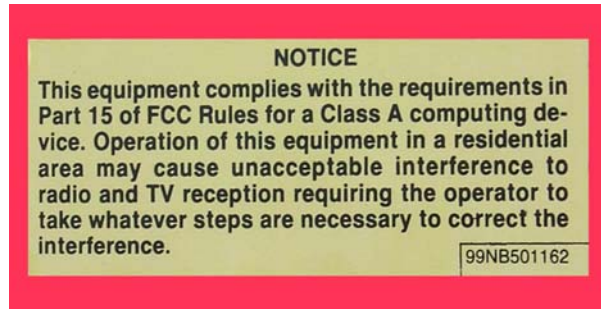 NOTICE
This equipment complies with the requirements in
Part 15 of FCC Rules for a Class A computing de-
vice. Operation of this equipment in a residential
area may cause unacceptable interference to
radio and TV reception requiring the operator to
take whatever steps are necessary to correct the
interference.
99NB501162